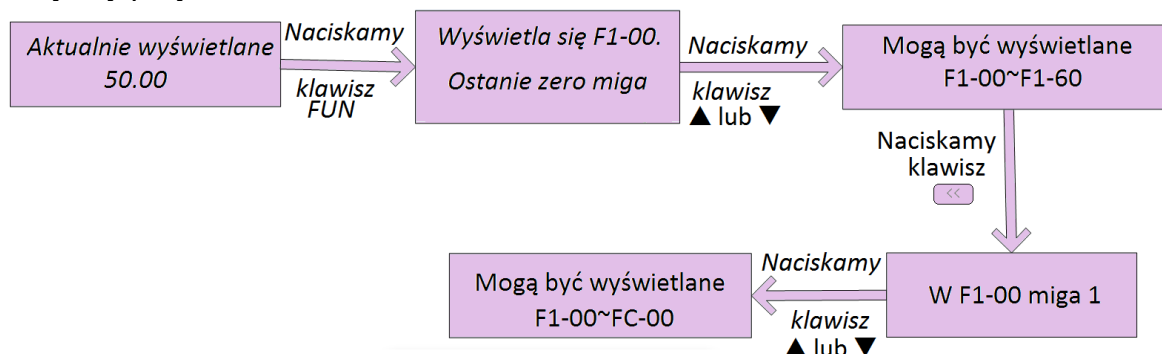 Aktualnie wyświetlane
50.00
Naciskamy
klawisz
FUN
Wyświetla się F1-00.
Ostanie zero miga
Naciskamy
klawisz
▲ lub ▼
Mogą być wyświetlane
F1-00~F1-60
Naciskamy
klawisz
<<
W F1-00 miga 1
Naciskamy
klawisz
▲ lub ▼
Mogą być wyświetlane
F1-00~FC-00